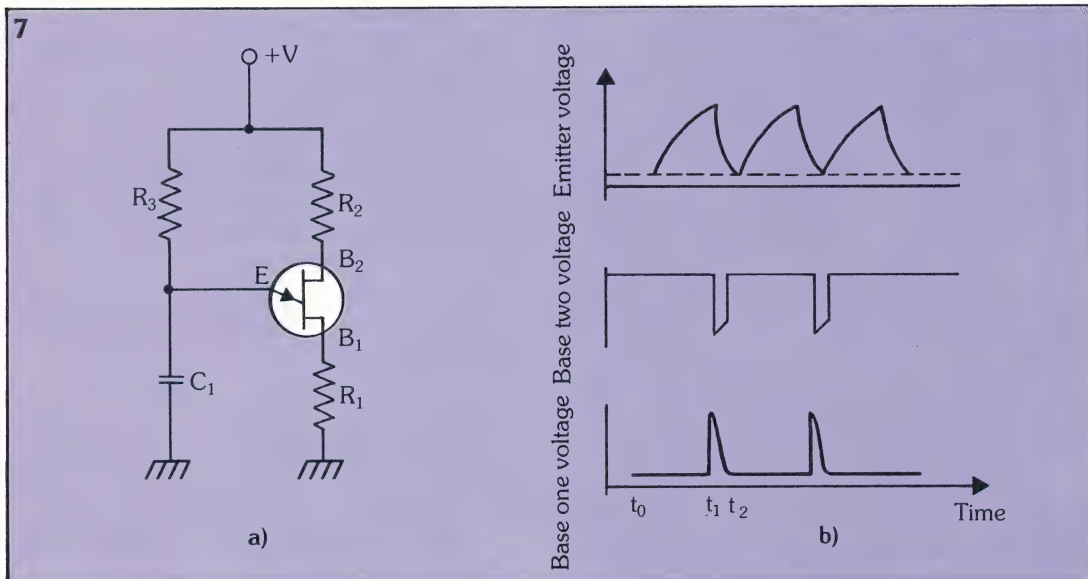 7
+V
R3
R2
E
B2
B1
C1
R1
a)
Emitter voltage
Base two voltage
Base one voltage
t0
t1 t2
Time
b)